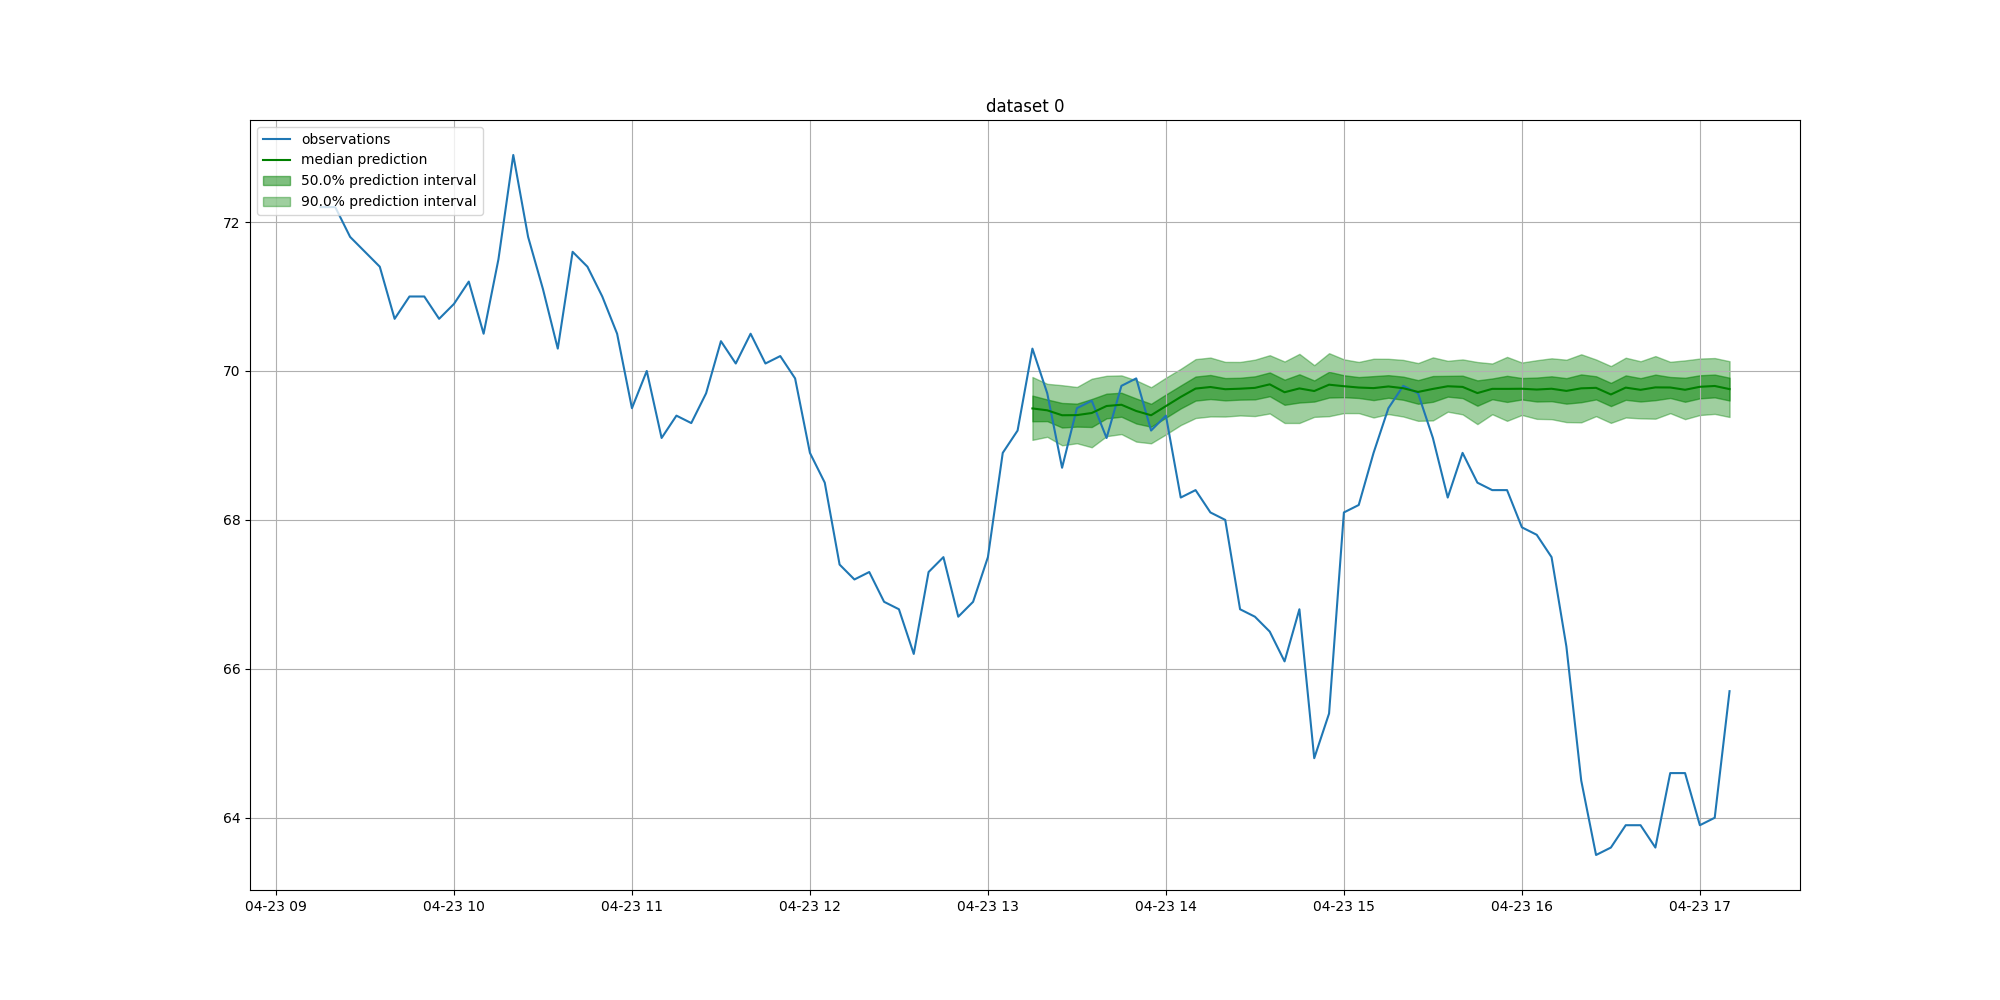 dataset 0
observations
median prediction
50.0% prediction interval
90.0% prediction interval
72
70
68
66
64
04-23 09
04-23 10
04-23 11
04-23 12
04-23 13
04-23 14
04-23 15
04-23 16
04-23 17